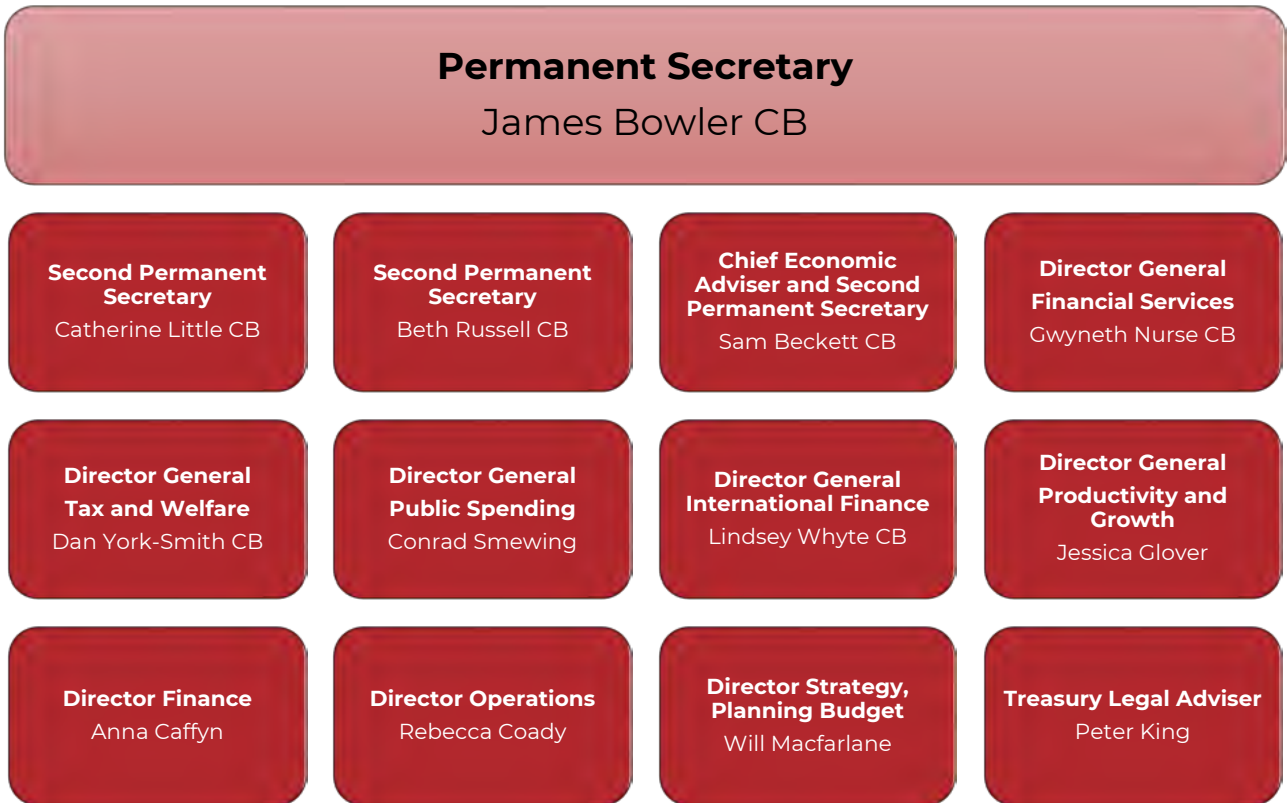 Permanent Secretary
James Bowler CB
Second Permanent
Secretary
Catherine Little CB
Second Permanent
Secretary
Beth Russell CB
Chief Economic
Adviser and Second
Permanent Secretary
Sam Beckett CB
Director General
Financial Services
Gwyneth Nurse CB
Director General
Tax and Welfare
Dan York-Smith CB
Director General
Public Spending
Conrad Smewing
Director General
International Finance
Lindsey Whyte CB
Director General
Productivity and
Growth
Jessica Glover
Director Finance
Anna Caffyn
Director Operations
Rebecca Coady
Director Strategy,
Planning Budget
Will Macfarlane
Treasury Legal Adviser
Peter King